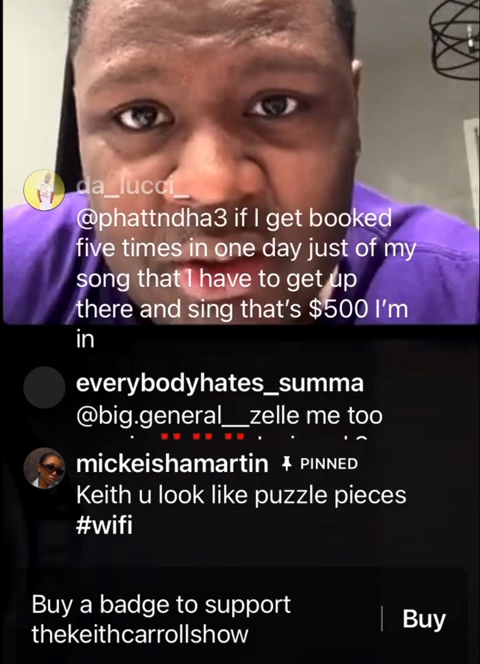 da_lucci_
@phattndha3 if I get booked
five times in one day just of my
song that I have to get up
there and sing that's $500 I'm
in
everybodyhates_summa
@big.general__zelle me too
mickeishamartin PINNED
Keith u look like puzzle pieces
#wifi
Buy a badge to support
thekeithcarrollshow
Buy